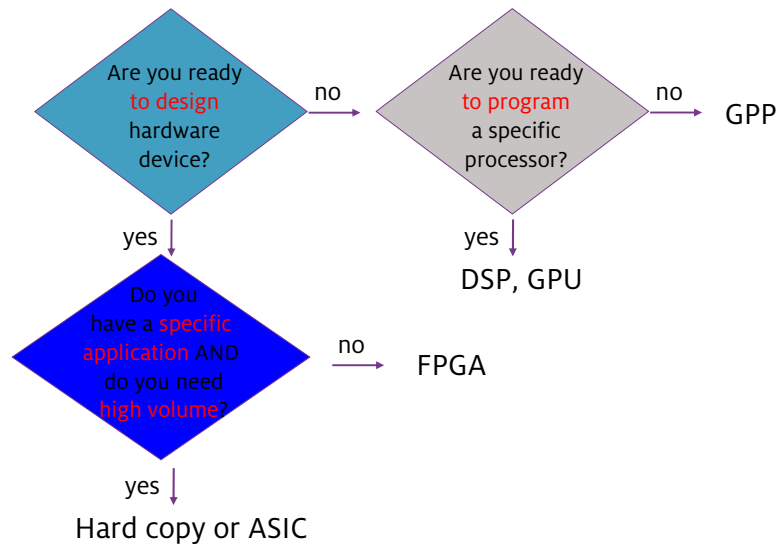 Are you ready
to design
hardware
device?
no
Are you ready
to program
a specific
processor?
no
GPP
yes
yes
DSP, GPU
Do you
have a specific
application AND
do you need
high volume?
no
FPGA
yes
Hard copy or ASIC